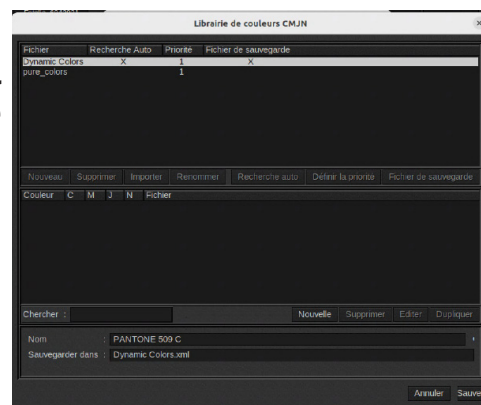 Librairie de couleurs CMJN
Fichier Recherche Auto Priorité Fichier de sauvegarde
Dynamic Colors X 1 X
pure_colors 1
Nouveau Supprimer Importer Renommer Recherche auto Définir la priorité Fichier de sauvegarde
Couleur C M J N Fichier
Chercher :
Nouvelle Supprimer Editer Dupliquer
Nom : PANTONE 509 C
Sauvegarder dans : Dynamic Colors.xml
Annuler Sauve